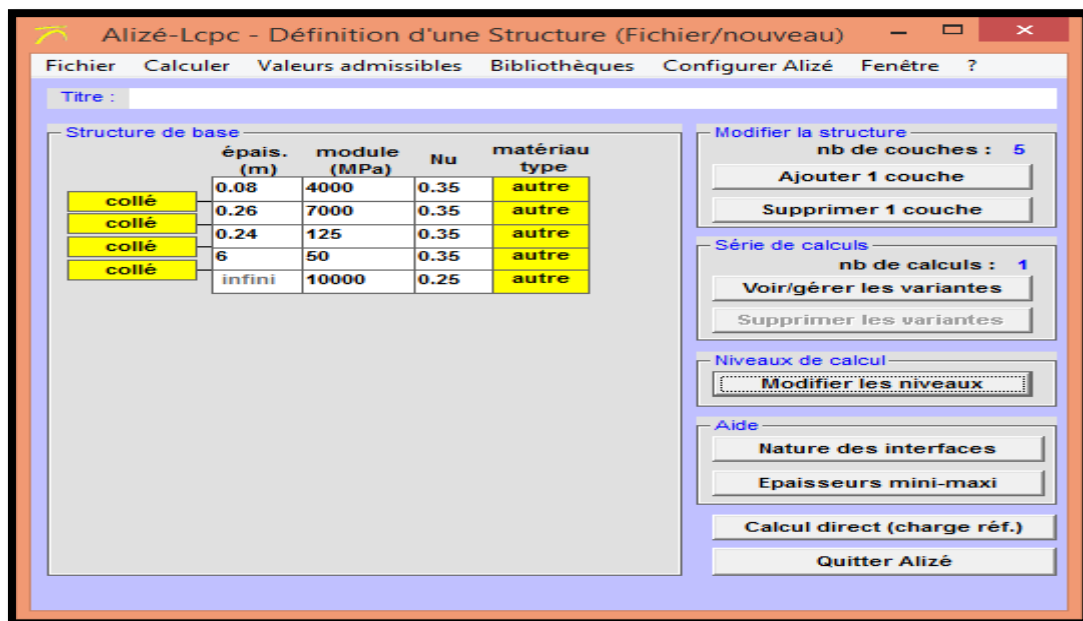 Alizé-Lcpc - Définition d'une Structure (Fichier/nouveau)
Fichier Calculer Valeurs admissibles Bibliothèques Configurer Alizé Fenêtre ?
Titre :
Structure de base
épais. (m) module (MPa) Nu matériau type
0.08 4000 0.35 autre
collé
0.26 7000 0.35 autre
collé
0.24 125 0.35 autre
collé
6 50 0.35 autre
collé
infini 10000 0.25 autre
Modifier la structure
nb de couches : 5
Ajouter 1 couche
Supprimer 1 couche
Série de calculs
nb de calculs : 1
Voir/gérer les variantes
Supprimer les variantes
Niveaux de calcul
Modifier les niveaux
Aide
Nature des interfaces
Epaisseurs mini-maxi
Calcul direct (charge réf.)
Quitter Alizé